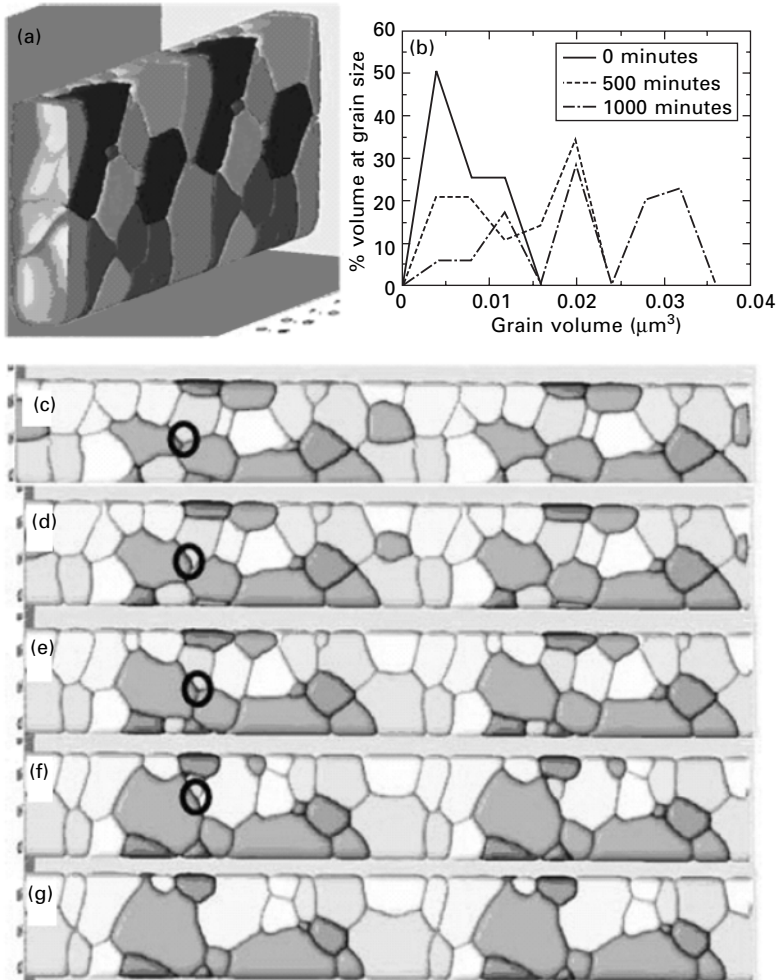 (a)
(b)
% volume at grain size
60
50
40
30
20
10
0
0 minutes
500 minutes
1000 minutes
0
0.01
0.02
0.03
0.04
Grain volume (μm³)
(c)
(d)
(e)
(f)
(g)